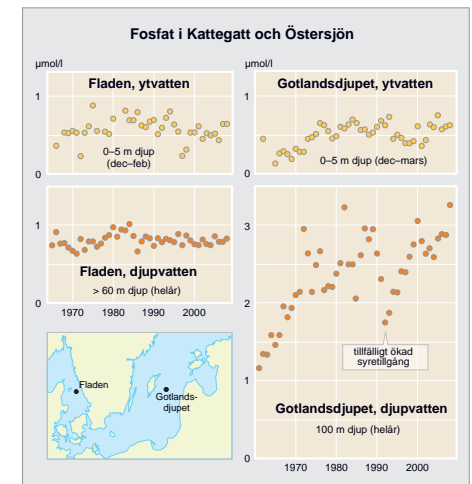 Fosfat i Kattegatt och Östersjön
µmol/l
Fladen, ytvatten
1
0–5 m djup
(dec–feb)
0
1
Fladen, djupvatten
> 60 m djup (helår)
0
1970 1980 1990 2000
Fladen
Gotlands-
djupet
µmol/l
Gotlandsdjupet, ytvatten
1
0–5 m djup (dec–mars)
0
3
2
tillfälligt ökad
syretillgång
1
Gotlandsdjupet, djupvatten
100 m djup (helår)
0
1970 1980 1990 2000